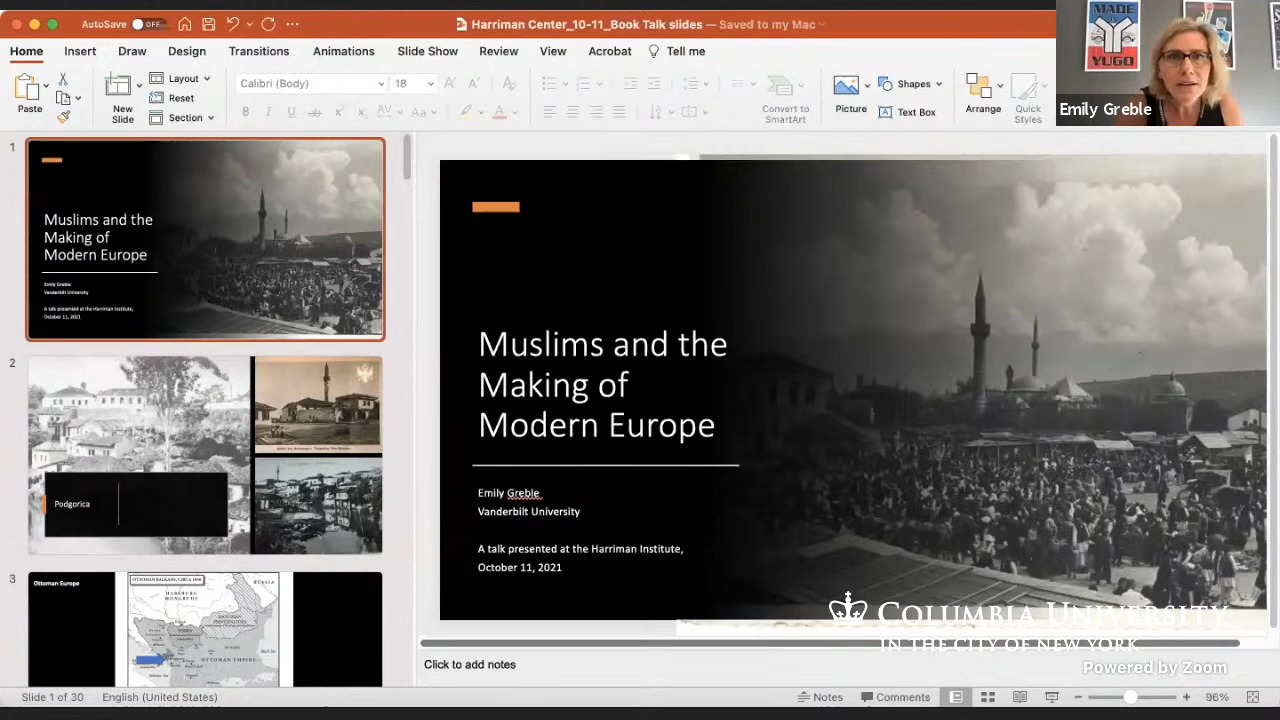 AutoSave OFF
Harriman Center_10-11_Book Talk slides — Saved to my Mac
Home Insert Draw Design Transitions Animations Slide Show Review View Acrobat Tell me
Paste
New
Slide
Layout
Reset
Section
Calibri (Body) 18
Convert to
SmartArt
Picture
Shapes
Text Box
Arrange
Quick
Styles
MADE
IN
YUGO
Emily Greble
1
Muslims and the
Making of
Modern Europe
Emily Greble
Vanderbilt University
A talk presented at the Harriman Institute,
October 11, 2021
2
Podgorica
3
Ottoman Europe
OTTOMAN BALKANS, CIRCA
HABSBURG
MONARCHY
RUSSIA
OTTOMAN EMPIRE
Muslims and the
Making of
Modern Europe
Emily Greble
Vanderbilt University
A talk presented at the Harriman Institute,
October 11, 2021
COLUMBIA UNIVERSITY
IN THE CITY OF NEW YORK
Powered by Zoom
Click to add notes
Slide 1 of 30 English (United States) Notes Comments 96%